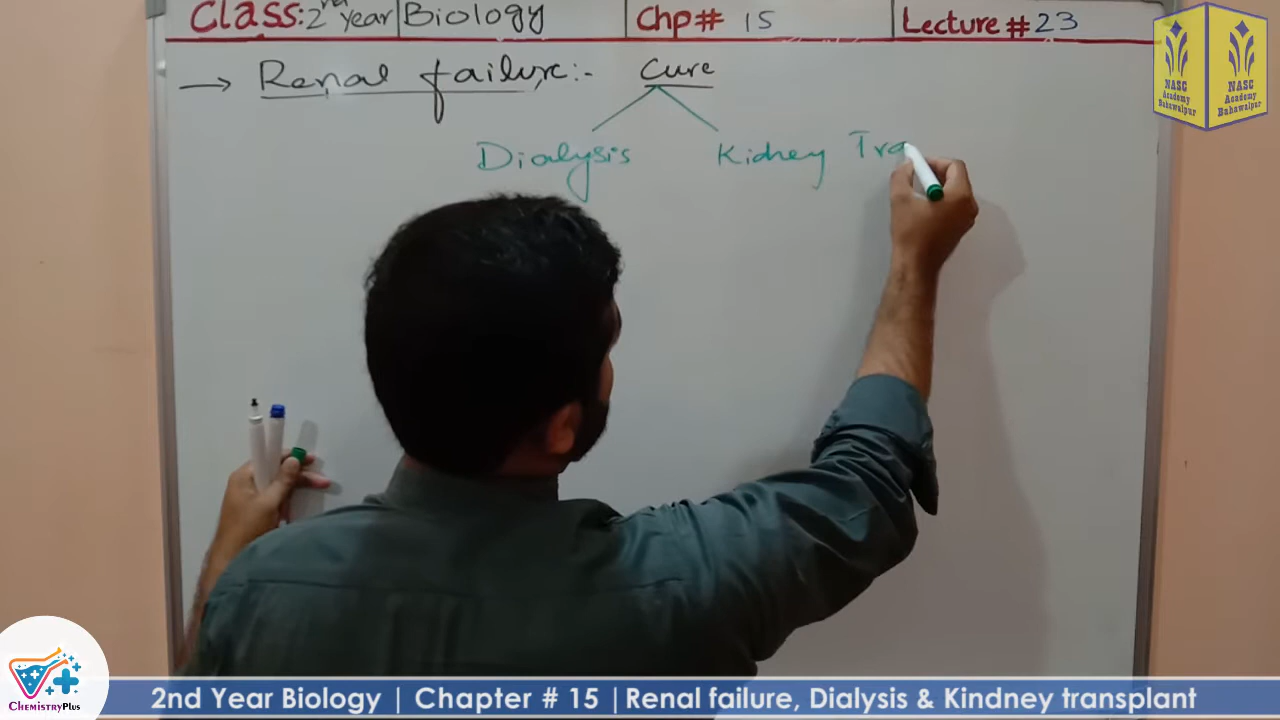 Class: 2nd Year Biology Chp# 15 Lecture # 23
→ Renal failure:- Cure
Dialysis Kidney Tra
NASC Academy Bahawalpur
NASC Academy Bahawalpur
ChemistryPlus
2nd Year Biology | Chapter # 15 | Renal failure, Dialysis & Kindney transplant